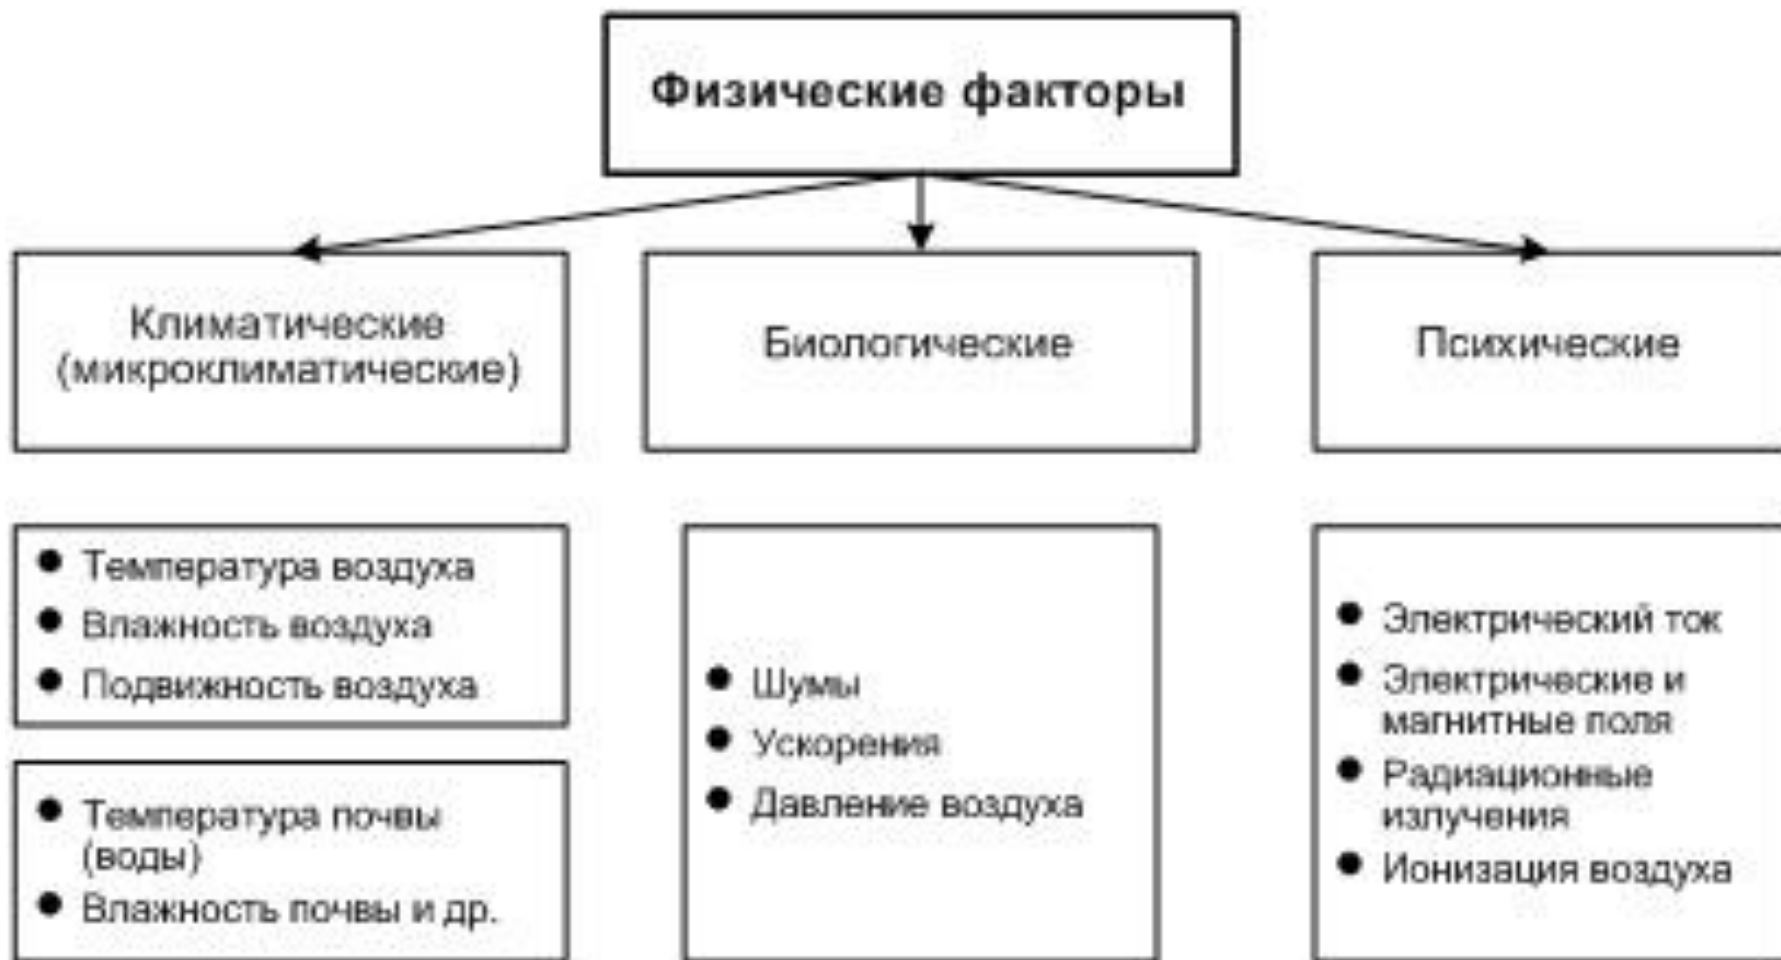 Физические факторы
Климатические
(микроклиматические)
Биологические
Психические
● Температура воздуха
● Влажность воздуха
● Подвижность воздуха
● Температура почвы
(воды)
● Влажность почвы и др.
● Шумы
● Ускорения
● Давление воздуха
● Электрический ток
● Электрические и
магнитные поля
● Радиационные
излучения
● Ионизация воздуха